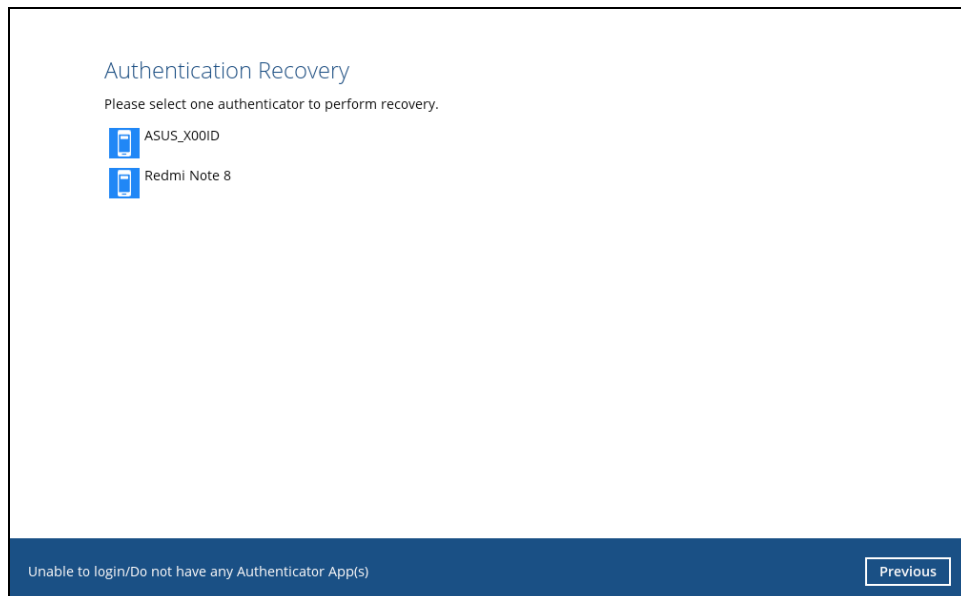 Authentication Recovery
Please select one authenticator to perform recovery.
ASUS_X00ID
Redmi Note 8
Unable to login/Do not have any Authenticator App(s)
Previous